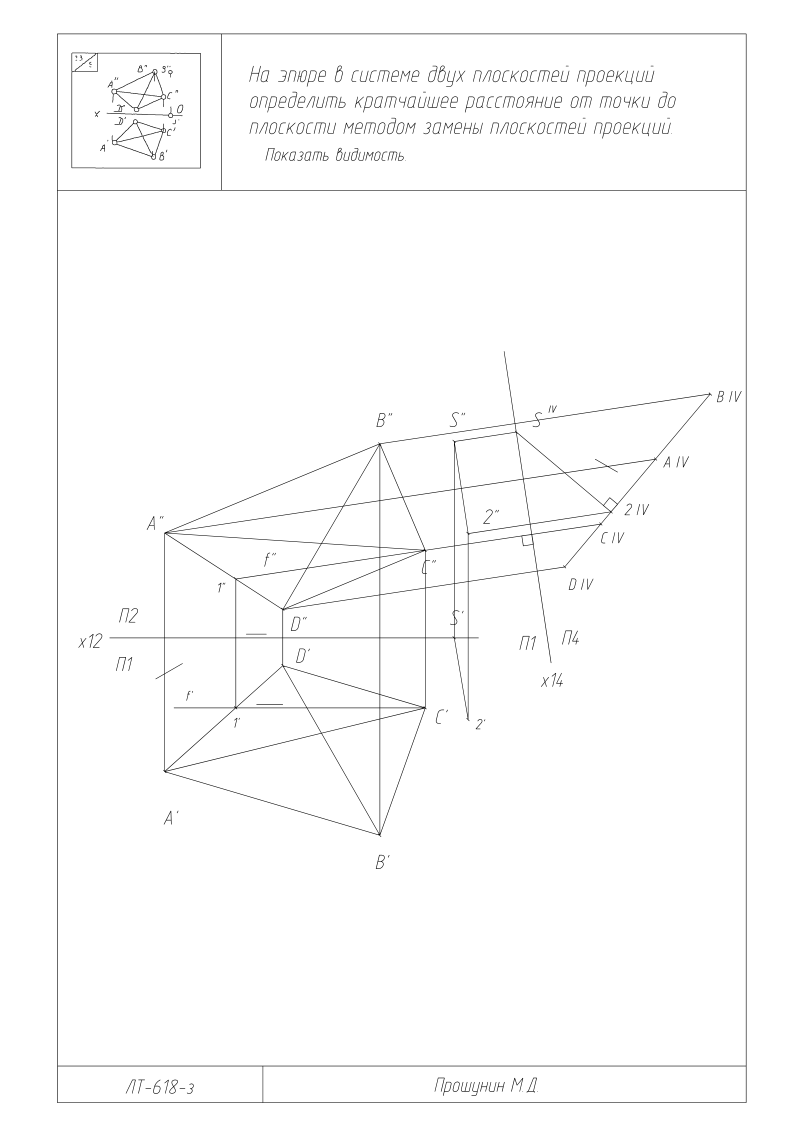 На эпюре в системе двух плоскостей проекций
определить кратчайшее расстояние от точки до
плоскости методом замены плоскостей проекций.
Показать видимость.
B"
A"
C"
x
D"
O
D'
C'
A'
B'
B IV
B"
S"
S IV
A IV
A"
2"
2 IV
C IV
f"
C"
1"
D IV
П2
D"
S'
x12
П1
П4
П1
D'
x14
f'
1'
C'
2'
A'
B'
ЛТ-618-з
Прошунин М.Д.